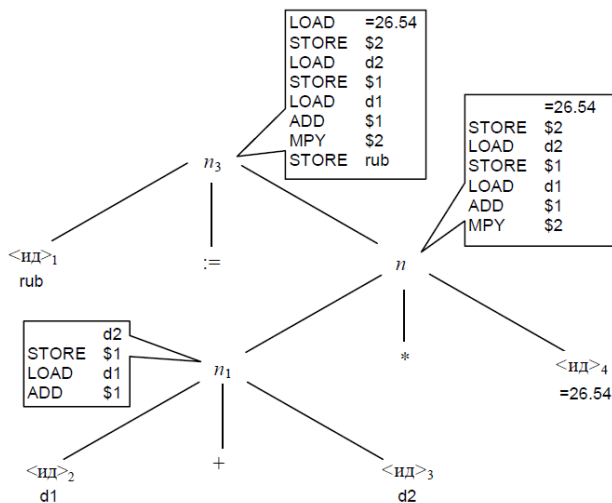 LOAD =26.54
STORE $2
LOAD d2
STORE $1
LOAD d1
ADD $1
MPY $2
STORE rub
=26.54
STORE $2
LOAD d2
STORE $1
LOAD d1
ADD $1
MPY $2
n3
<ид>1
rub
:=
n
d2
STORE $1
LOAD d1
ADD $1
n1
*
<ид>4
=26.54
<ид>2
d1
+
<ид>3
d2